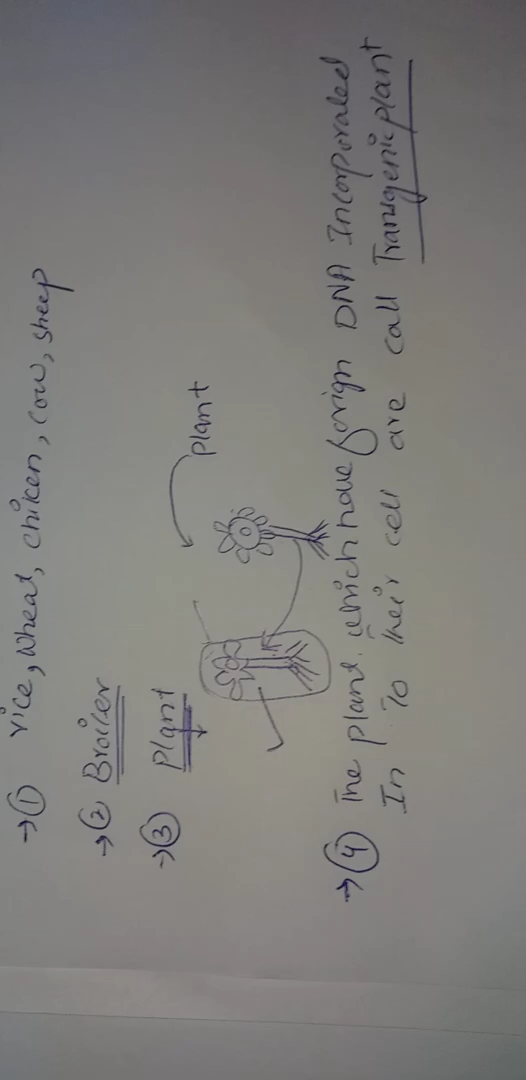 →① rice, wheat, chiken, cow, sheep
→② Broiler
→③ Plant
plant
→④ The plant which have forign DNA Incorporated
In To their cell are call Transgenic plant